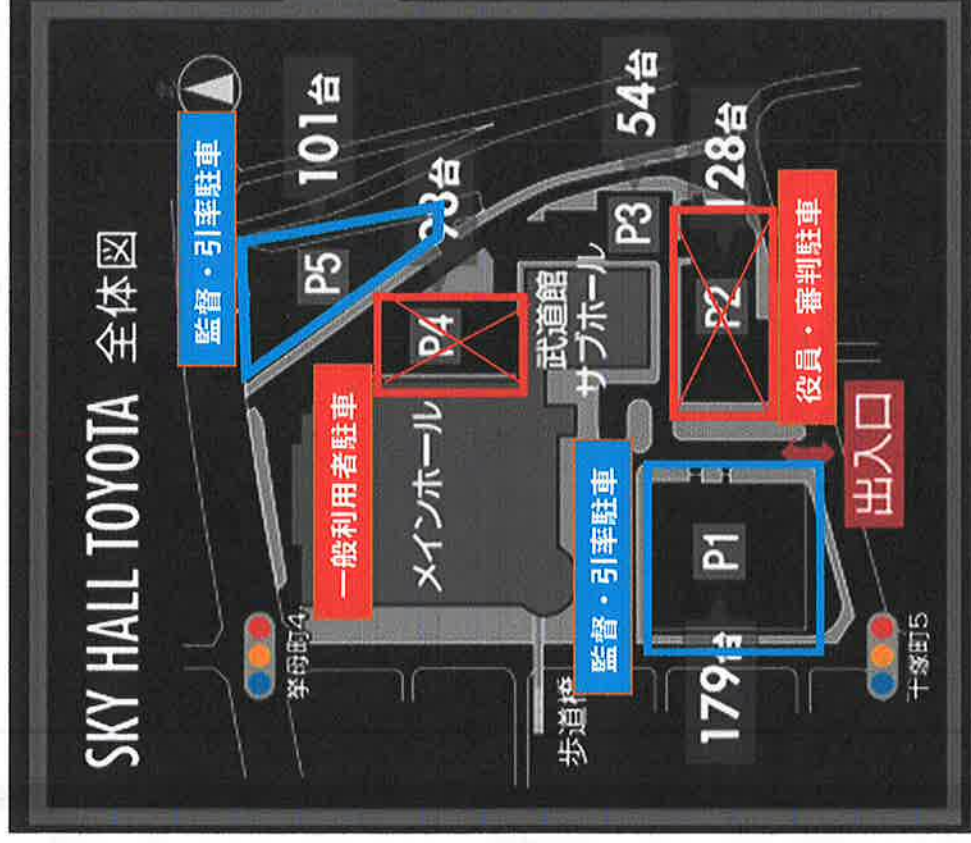 SKY HALL TOYOTA 全体図
監督・引率駐車
101台
P5
98台
一般利用者駐車
P4
挙母町4
メインホール
武道館
サブホール
P3
54台
歩道橋
監督・引率駐車
P2
128台
役員・審判駐車
179台
P1
出入口
千塚町5